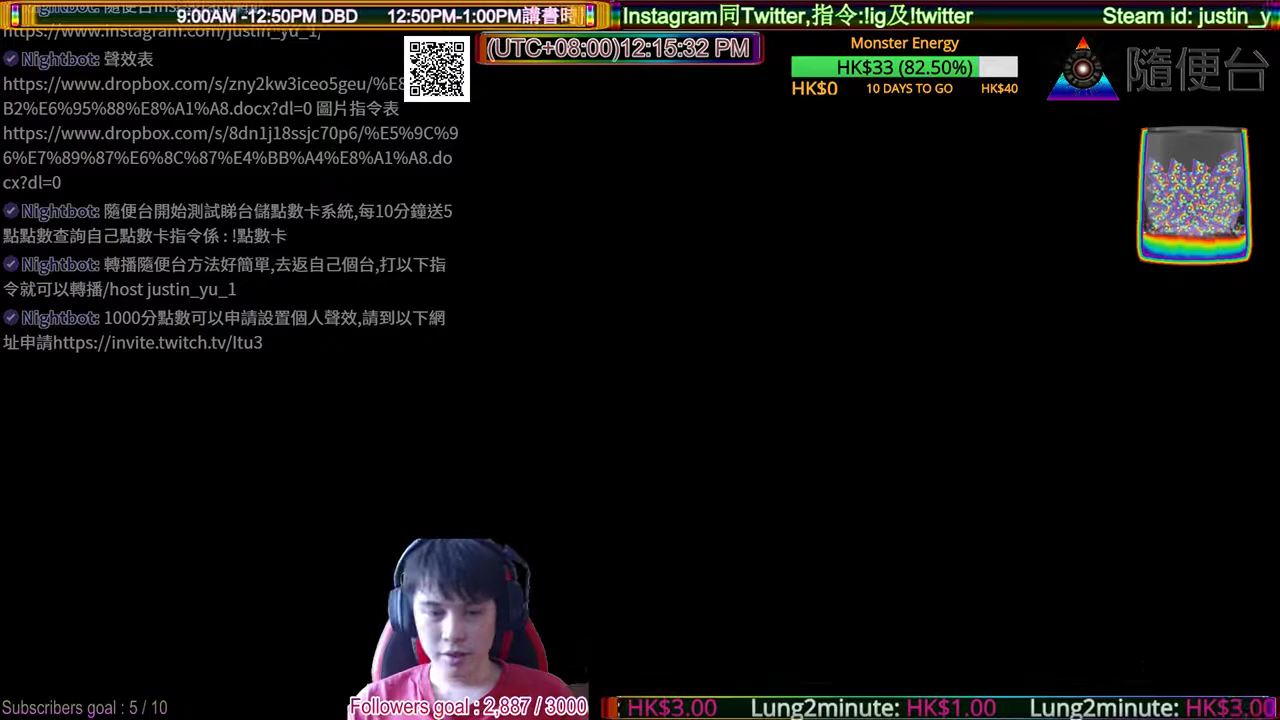 9:00AM -12:50PM DBD 12:50PM-1:00PM講書時
Instagram同Twitter,指令:!ig及!twitter
Steam id: justin_y
https://www.instagram.com/justin_yu_1/
Nightbot: 聲效表
https://www.dropbox.com/s/zny2kw3iceo5geu/%E8
B2%E6%95%88%E8%A1%A8.docx?dl=0 圖片指令表
https://www.dropbox.com/s/8dn1j18ssjc70p6/%E5%9C%9
6%E7%89%87%E6%8C%87%E4%BB%A4%E8%A1%A8.do
cx?dl=0
Nightbot: 隨便台開始測試睇台儲點數卡系統,每10分鐘送5
點點數查詢自己點數卡指令係 : !點數卡
Nightbot: 轉播隨便台方法好簡單,去返自己個台,打以下指
令就可以轉播/host justin_yu_1
Nightbot: 1000分點數可以申請設置個人聲效,請到以下網
址申請https://invite.twitch.tv/Itu3
(UTC+08:00)12:15:32 PM
Monster Energy
HK$33 (82.50%)
HK$0 10 DAYS TO GO HK$40
隨便台
Subscribers goal : 5 / 10
Followers goal : 2,887 / 3000
HK$3.00 Lung2minute: HK$1.00 Lung2minute: HK$3.00